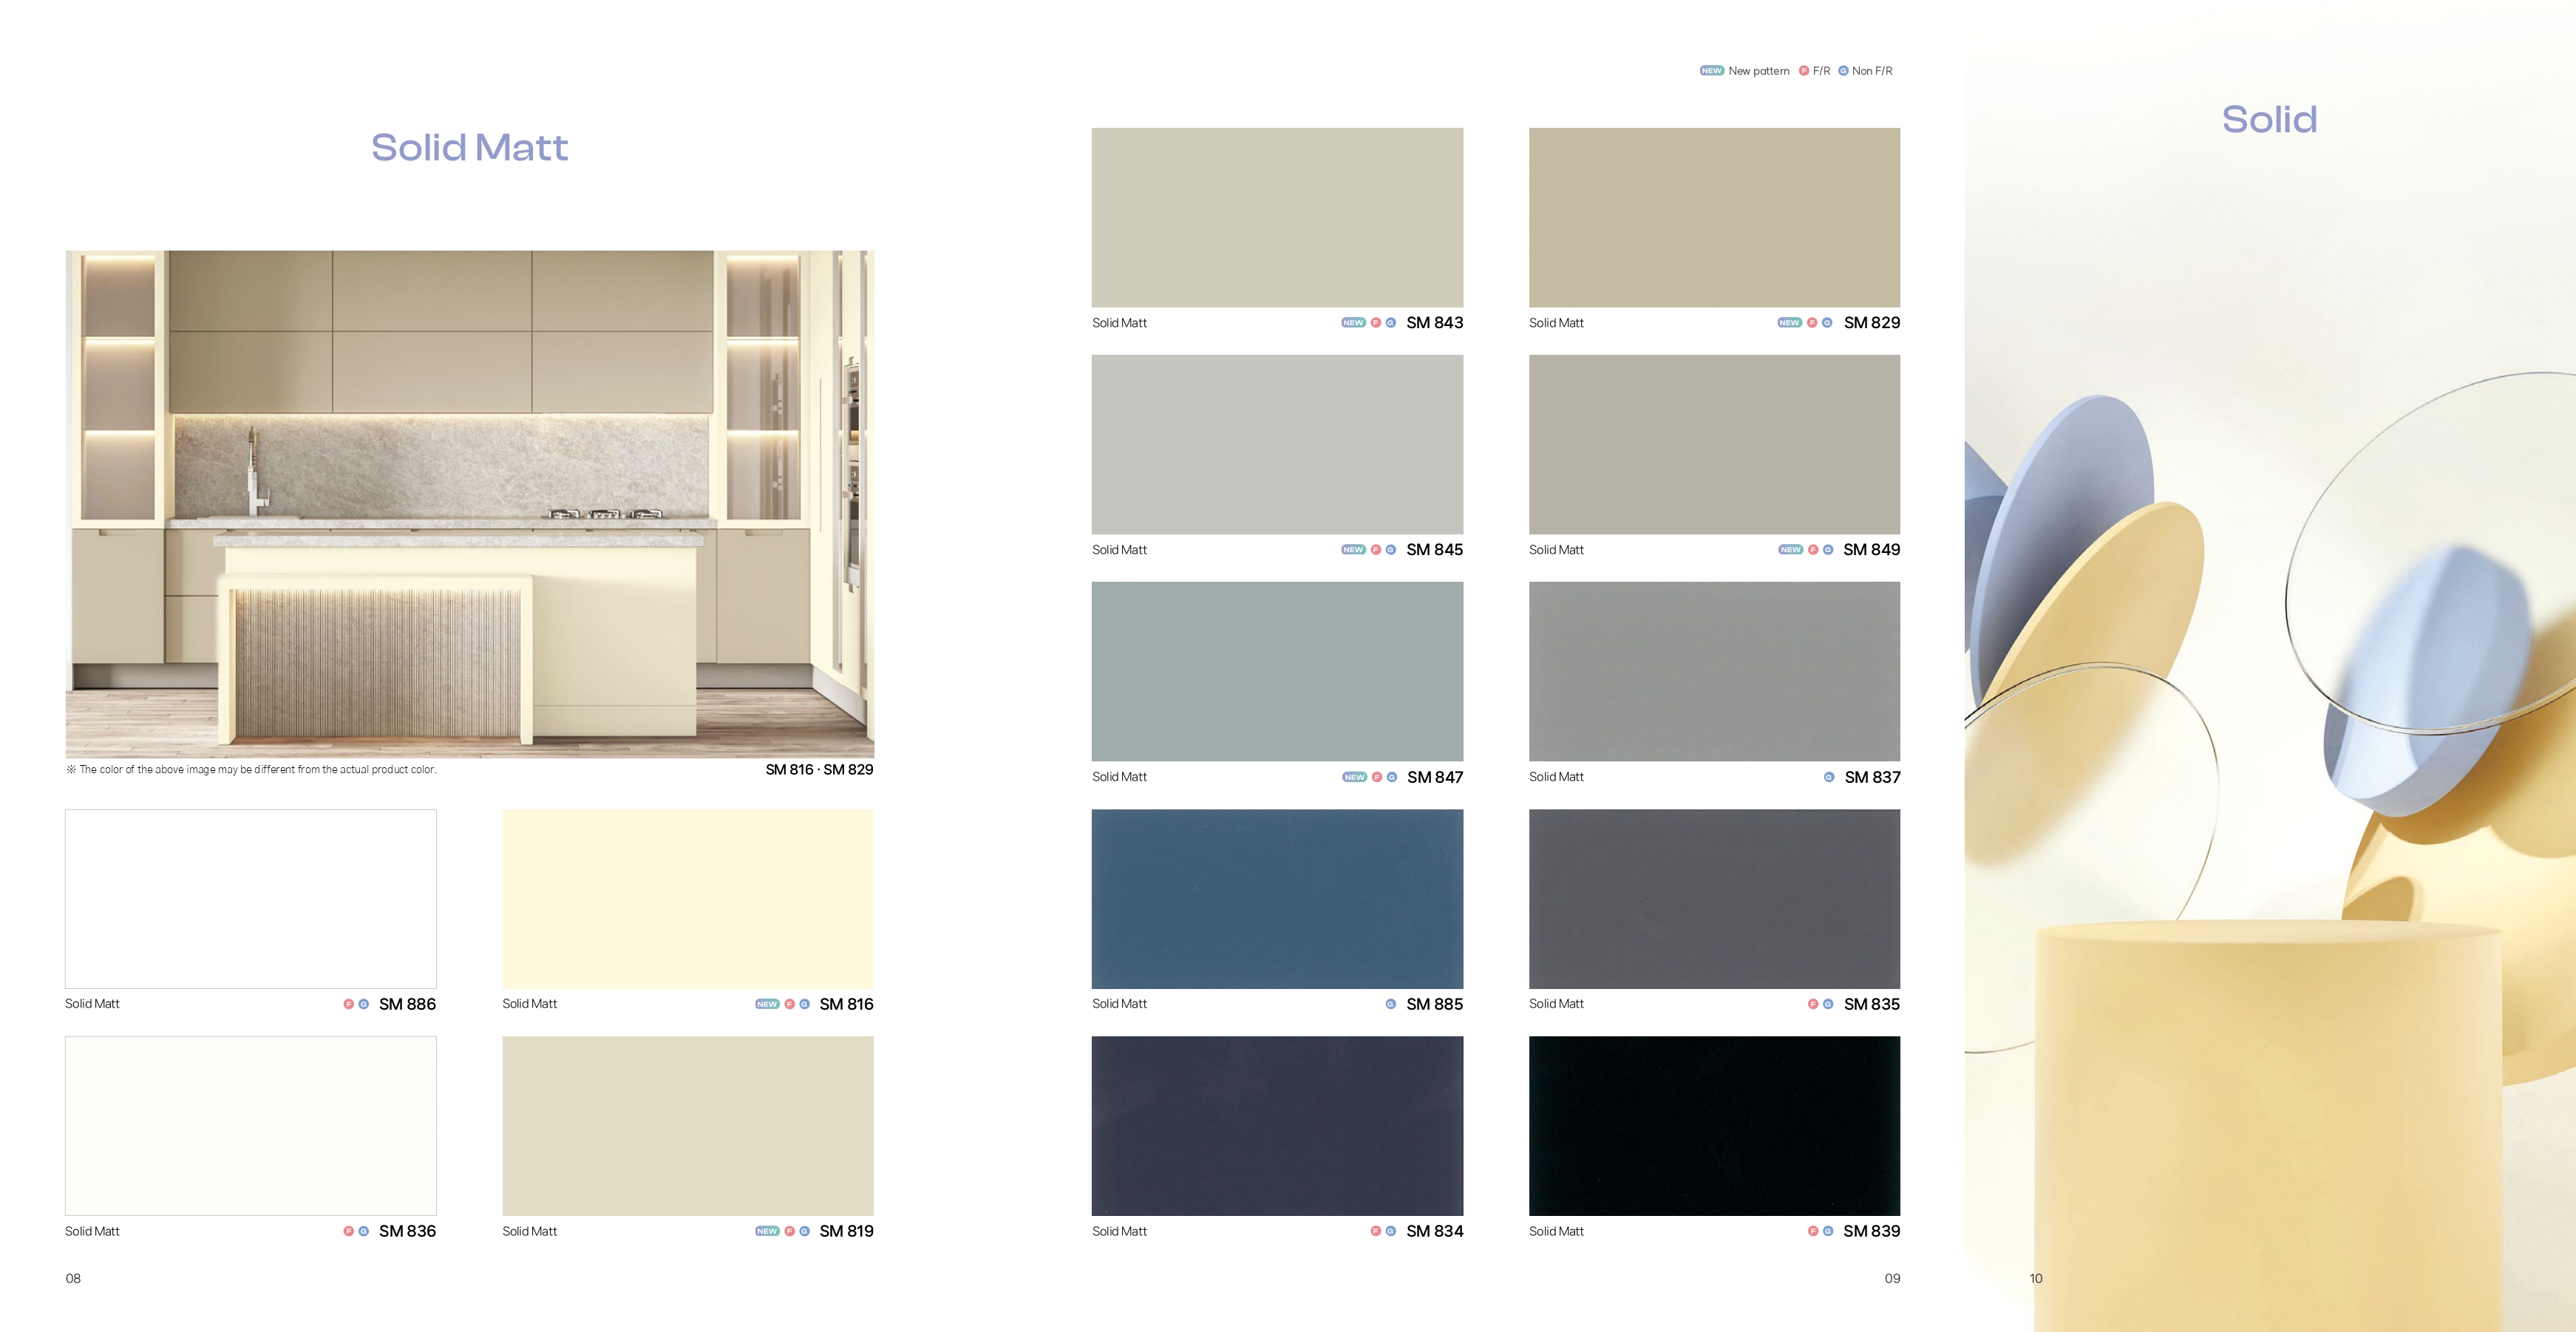 Solid Matt
※ The color of the above image may be different from the actual product color.
SM 816 · SM 829
Solid Matt F G SM 886
Solid Matt NEW F G SM 816
Solid Matt F G SM 836
Solid Matt NEW F G SM 819
08
NEW New pattern F F/R G Non F/R
Solid Matt NEW F G SM 843
Solid Matt NEW F G SM 829
Solid Matt NEW F G SM 845
Solid Matt NEW F G SM 849
Solid Matt NEW F G SM 847
Solid Matt G SM 837
Solid Matt G SM 885
Solid Matt F G SM 835
Solid Matt F G SM 834
Solid Matt F G SM 839
09
Solid
10